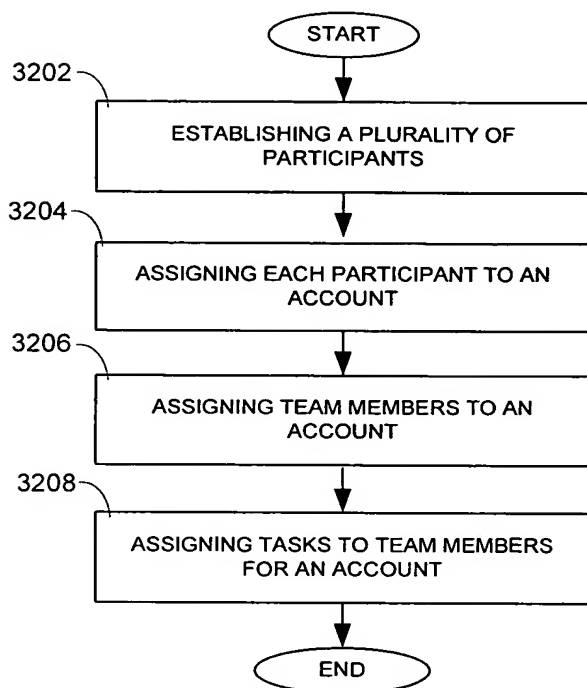 START
3202
ESTABLISHING A PLURALITY OF
PARTICIPANTS
3204
ASSIGNING EACH PARTICIPANT TO AN
ACCOUNT
3206
ASSIGNING TEAM MEMBERS TO AN
ACCOUNT
3208
ASSIGNING TASKS TO TEAM MEMBERS
FOR AN ACCOUNT
END